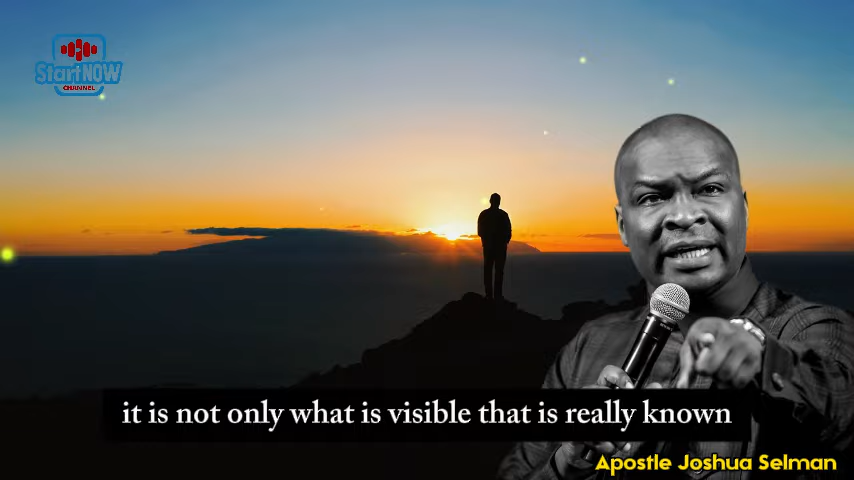 StartNOW
CHANNEL
it is not only what is visible that is really known
Apostle Joshua Selman